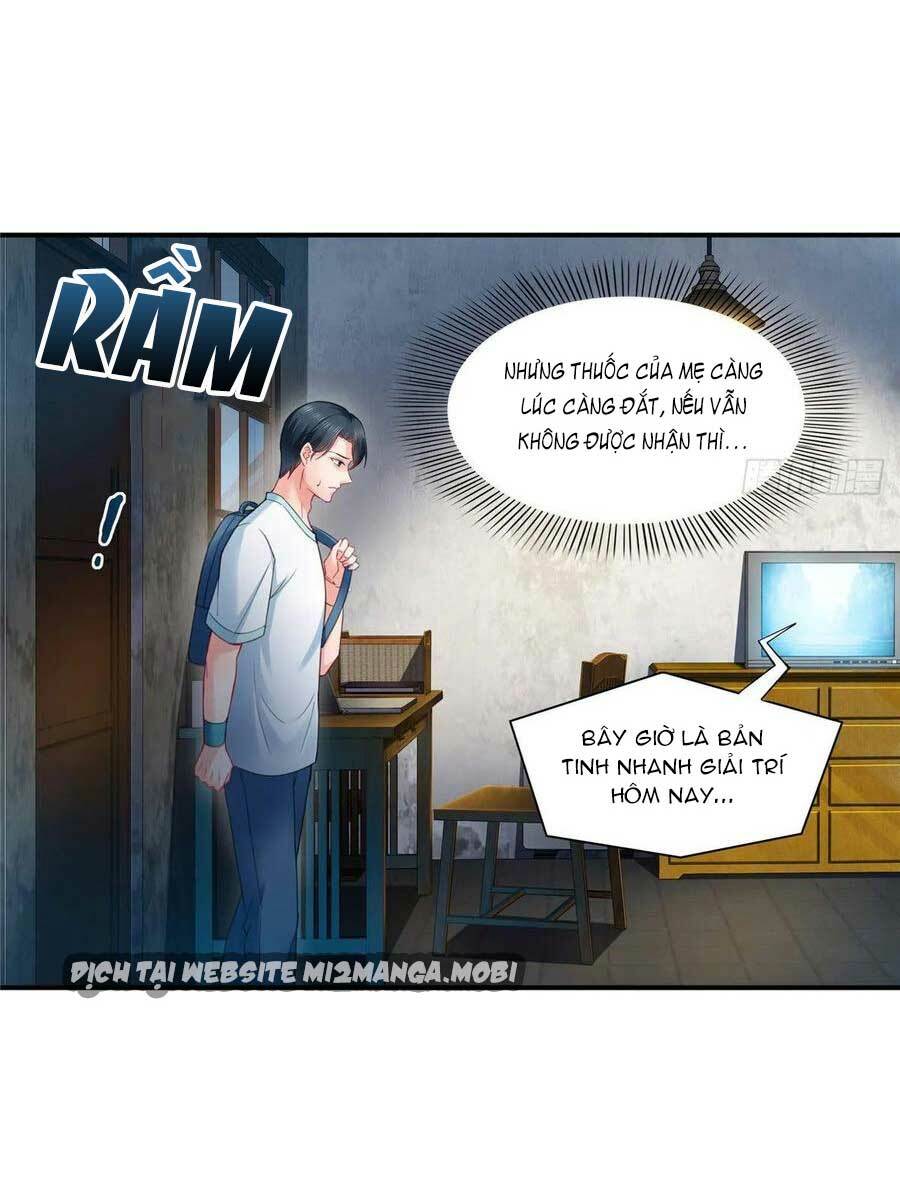 RẦM
NHƯNG THUỐC CỦA MẸ CÀNG
LÚC CÀNG ĐẮT, NẾU VẪN
KHÔNG ĐƯỢC NHẬN THÌ...
!
BÂY GIỜ LÀ BẢN
TINH NHANH GIẢI TRÍ
HÔM NAY...
DỊCH TẠI WEBSITE MI2MANGA.MOBI